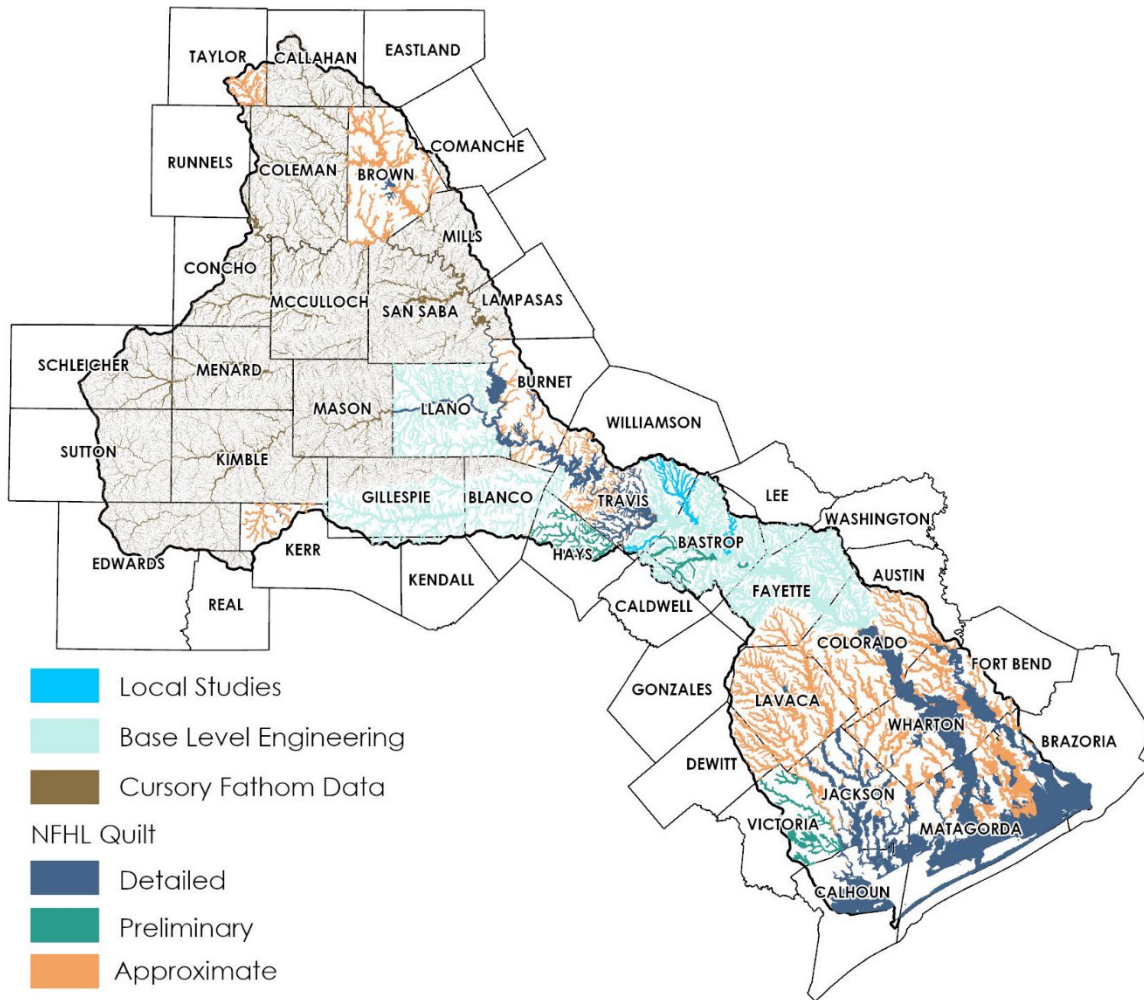 TAYLOR
CALLAHAN
EASTLAND
RUNNELS
COLEMAN
BROWN
COMANCHE
MILLS
CONCHO
MCCULLOCH
SAN SABA
LAMPASAS
SCHLEICHER
MENARD
MASON
LLANO
BURNET
WILLIAMSON
SUTTON
KIMBLE
GILLESPIE
BLANCO
TRAVIS
LEE
WASHINGTON
EDWARDS
KERR
KENDALL
HAYS
BASTROP
REAL
CALDWELL
FAYETTE
AUSTIN
GONZALES
COLORADO
FORT BEND
LAVACA
WHARTON
BRAZORIA
DEWITT
JACKSON
VICTORIA
MATAGORDA
CALHOUN
Local Studies
Base Level Engineering
Cursory Fathom Data
NFHL Quilt
Detailed
Preliminary
Approximate